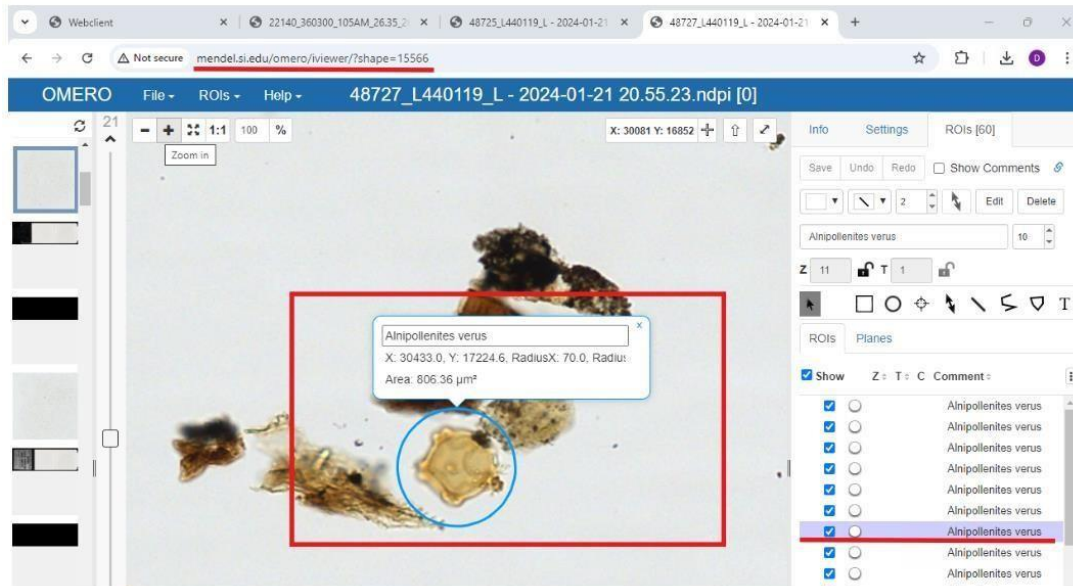 Webclient
22140_360300_105AM_26.35_2
48725_L440119_L - 2024-01-21
48727_L440119_L - 2024-01-21
Not secure mendel.si.edu/omero/iviewer/?shape=15566
D
OMERO File ROIs Help 48727_L440119_L - 2024-01-21 20.55.23.ndpi [0]
21 1:1 100 % X: 30081 Y: 16852 Info Settings ROIs [60]
Zoom in
Save Undo Redo Show Comments
2 Edit Delete
Alnipollenites verus 10
Z 11 T 1
T
ROIs Planes
Show Z T C Comment
Alnipollenites verus
X: 30433.0, Y: 17224.6, RadiusX: 70.0, Radius
Area: 806.36 µm²
Alnipollenites verus
Alnipollenites verus
Alnipollenites verus
Alnipollenites verus
Alnipollenites verus
Alnipollenites verus
Alnipollenites verus
Alnipollenites verus
Alnipollenites verus